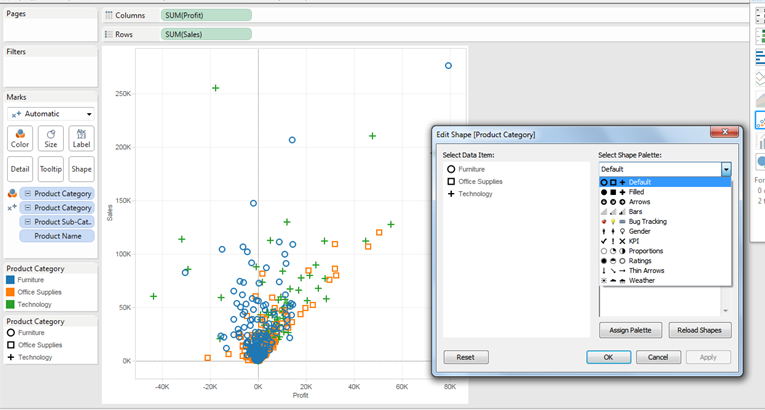 Pages
Columns SUM(Profit)
Rows SUM(Sales)
Filters
Marks
Automatic
Color Size Label
Detail Tooltip Shape
Product Category
Product Category
Product Sub-Cat..
Product Name
Product Category
Furniture
Office Supplies
Technology
Product Category
Furniture
Office Supplies
Technology
250K
200K
150K
100K
50K
0K
Sales
-40K -20K 0K 20K 40K 60K 80K
Profit
Edit Shape [Product Category]
Select Data Item:
Furniture
Office Supplies
Technology
Select Shape Palette:
Default
Default
Filled
Arrows
Bars
Bug Tracking
Gender
KPI
Proportions
Ratings
Thin Arrows
Weather
Assign Palette Reload Shapes
Reset OK Cancel Apply
For
0 
2